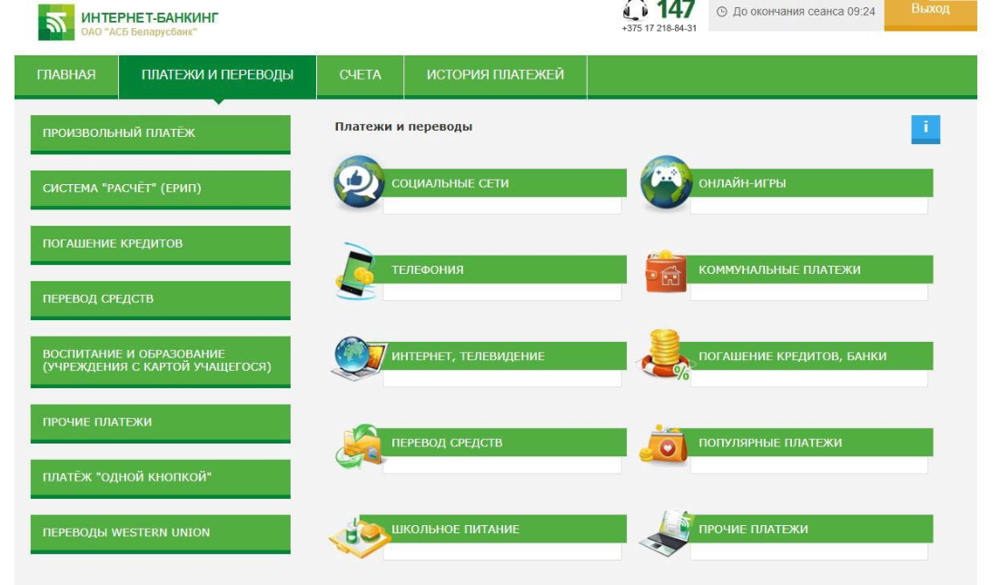 ИНТЕРНЕТ-БАНКИНГ
ОАО "АСБ Беларусбанк"
147
+375 17 218-84-31
До окончания сеанса 09:24
Выход
ГЛАВНАЯ
ПЛАТЕЖИ И ПЕРЕВОДЫ
СЧЕТА
ИСТОРИЯ ПЛАТЕЖЕЙ
ПРОИЗВОЛЬНЫЙ ПЛАТЁЖ
СИСТЕМА "РАСЧЁТ" (ЕРИП)
ПОГАШЕНИЕ КРЕДИТОВ
ПЕРЕВОД СРЕДСТВ
ВОСПИТАНИЕ И ОБРАЗОВАНИЕ
(УЧРЕЖДЕНИЯ С КАРТОЙ УЧАЩЕГОСЯ)
ПРОЧИЕ ПЛАТЕЖИ
ПЛАТЁЖ "ОДНОЙ КНОПКОЙ"
ПЕРЕВОДЫ WESTERN UNION
Платежи и переводы
i
СОЦИАЛЬНЫЕ СЕТИ
ОНЛАЙН-ИГРЫ
ТЕЛЕФОНИЯ
КОММУНАЛЬНЫЕ ПЛАТЕЖИ
ИНТЕРНЕТ, ТЕЛЕВИДЕНИЕ
%
ПОГАШЕНИЕ КРЕДИТОВ, БАНКИ
ПЕРЕВОД СРЕДСТВ
ПОПУЛЯРНЫЕ ПЛАТЕЖИ
ШКОЛЬНОЕ ПИТАНИЕ
ПРОЧИЕ ПЛАТЕЖИ